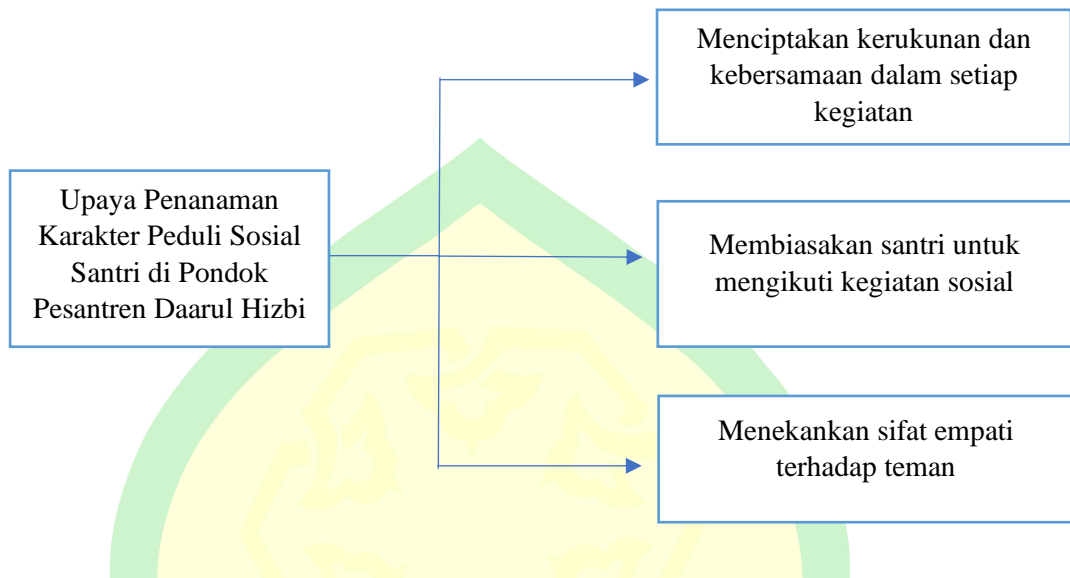 Menciptakan kerukunan dan
kebersamaan dalam setiap
kegiatan
Upaya Penanaman
Karakter Peduli Sosial
Santri di Pondok
Pesantren Daarul Hizbi
Membiasakan santri untuk
mengikuti kegiatan sosial
Menekankan sifat empati
terhadap teman